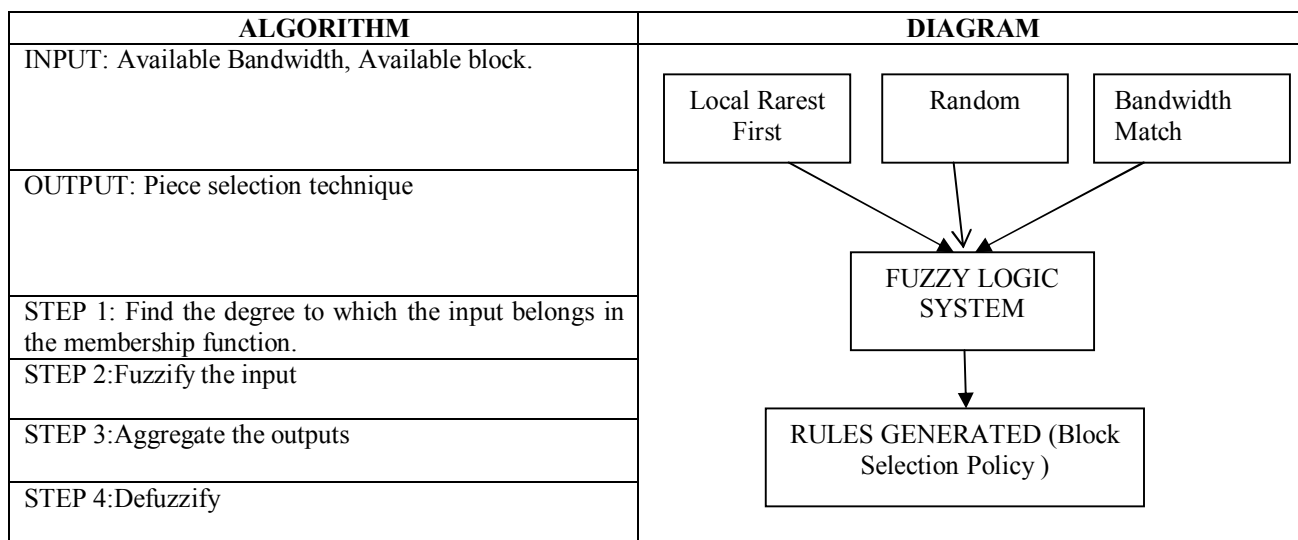 ALGORITHM
DIAGRAM
INPUT: Available Bandwidth, Available block.
OUTPUT: Piece selection technique
STEP 1: Find the degree to which the input belongs in
the membership function.
STEP 2:Fuzzify the input
STEP 3:Aggregate the outputs
STEP 4:Defuzzify
Local Rarest
First
Random
Bandwidth
Match
FUZZY LOGIC
SYSTEM
RULES GENERATED (Block
Selection Policy )